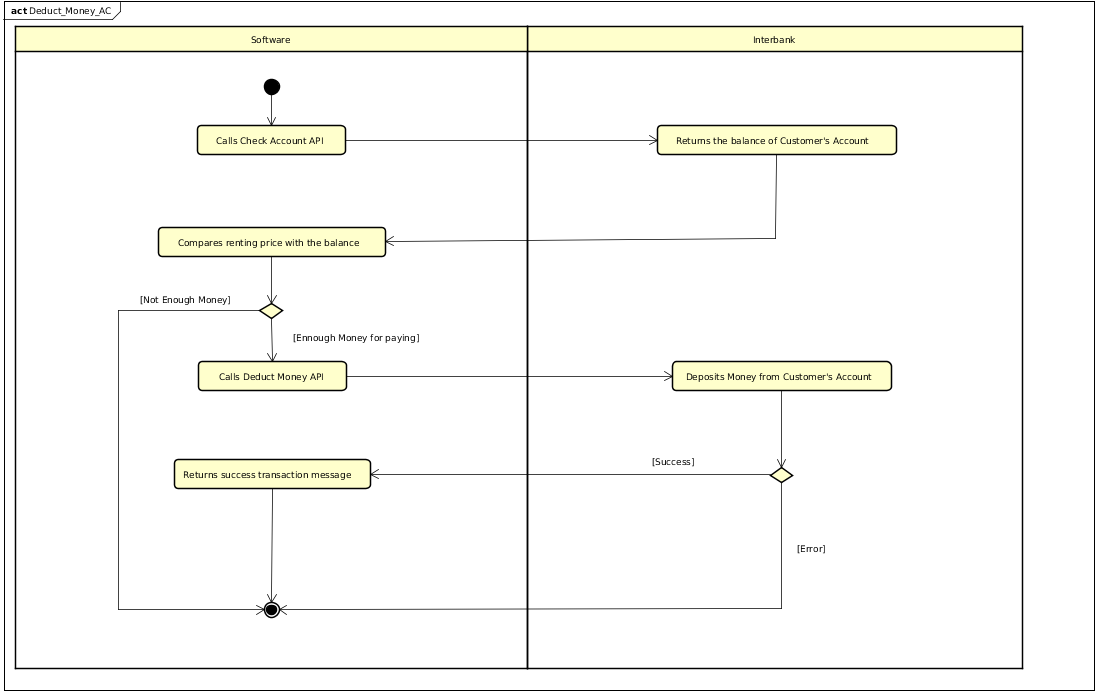 act Deduct_Money_AC
Software
Interbank
Calls Check Account API
Returns the balance of Customer's Account
Compares renting price with the balance
[Not Enough Money]
[Ennough Money for paying]
Calls Deduct Money API
Deposits Money from Customer's Account
[Success]
Returns success transaction message
[Error]